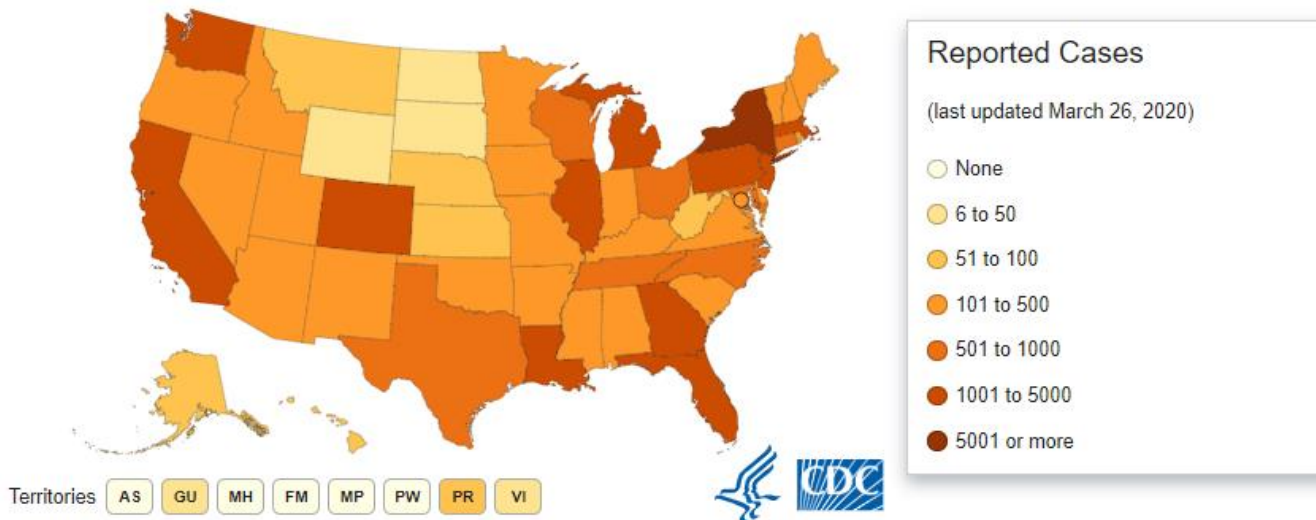 Reported Cases
(last updated March 26, 2020)
None
6 to 50
51 to 100
101 to 500
501 to 1000
1001 to 5000
5001 or more
Territories AS GU MH FM MP PW PR VI
CDC